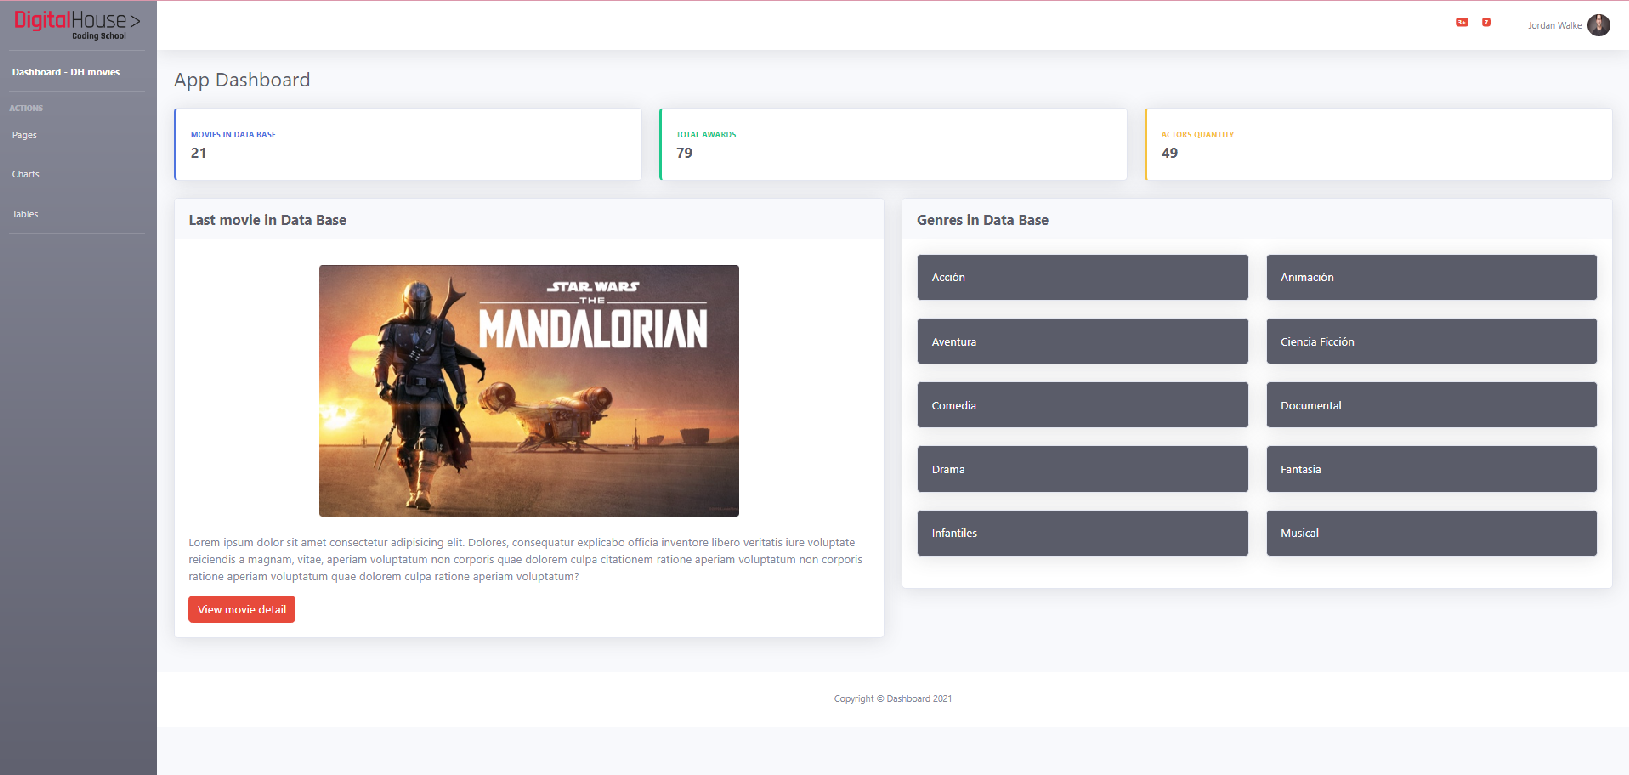 DigitalHouse >
Coding School
Dashboard - DH movies
ACTIONS
Pages
Charts
Tables
3+
7
Jordan Walke
App Dashboard
MOVIES IN DATA BASE
21
TOTAL AWARDS
79
ACTORS QUANTITY
49
Last movie in Data Base
STAR WARS
THE
MANDALORIAN
Lorem ipsum dolor sit amet consectetur adipisicing elit. Dolores, consequatur explicabo officia inventore libero veritatis iure voluptate
reiciendis a magnam, vitae, aperiam voluptatum non corporis quae dolorem culpa citationem ratione aperiam voluptatum non corporis
ratione aperiam voluptatum quae dolorem culpa ratione aperiam voluptatum?
View movie detail
Genres in Data Base
Acción
Animación
Aventura
Ciencia Ficción
Comedia
Documental
Drama
Fantasia
Infantiles
Musical
Copyright © Dashboard 2021